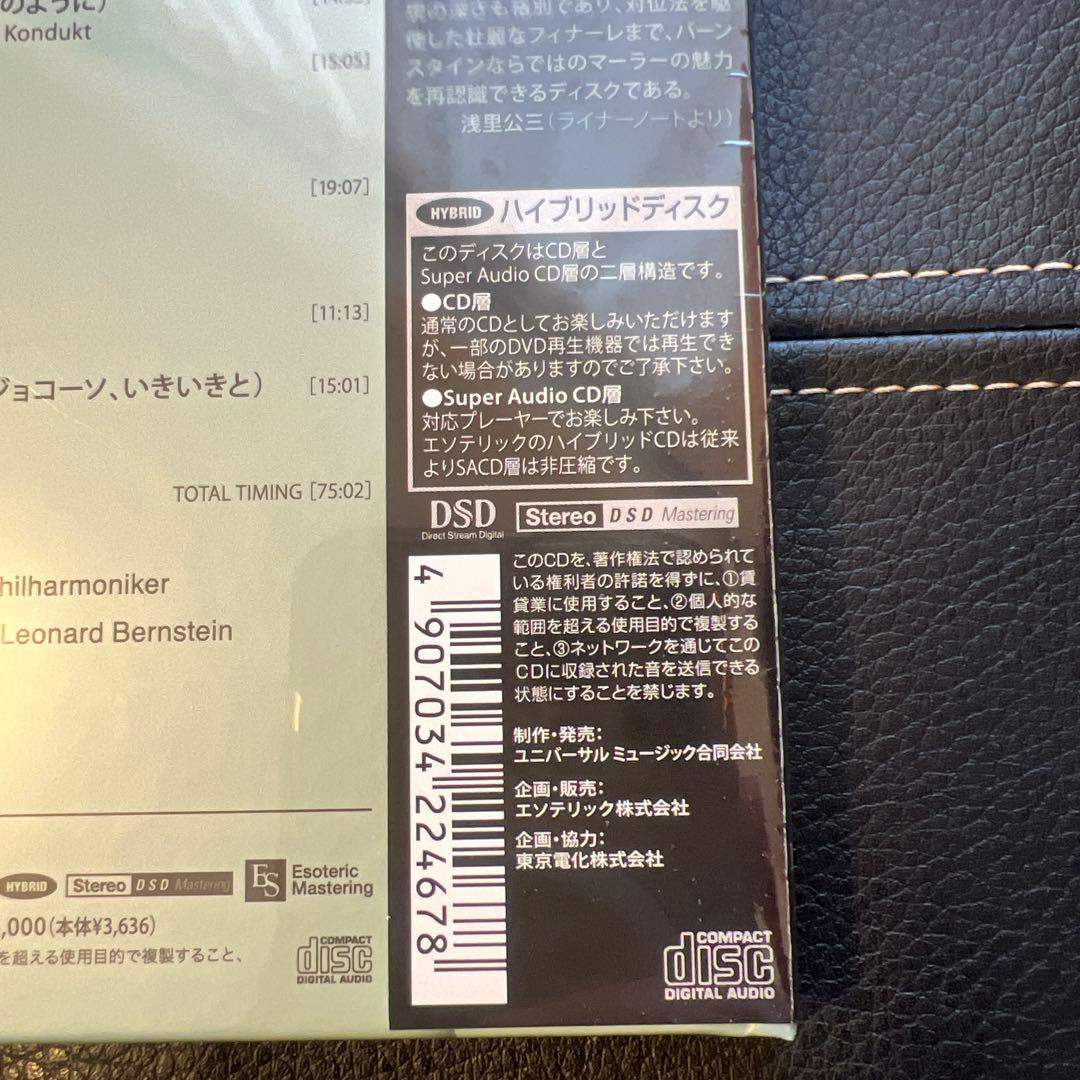 のように)
Kondukt
[15:05]
[19:07]
[11:13]
ジョコーソ、いきいきと)
[15:01]
TOTAL TIMING [75:02]
hilharmoniker
Leonard Bernstein
HYBRID
Stereo DSD Mastering
ES Esoteric
Mastering
,000(本体¥3,636)
を超える使用目的で複製すること、
COMPACT
disc
DIGITAL AUDIO
現の深さも格別であり、対位法を駆
使した壮麗なフィナーレまで、バーン
スタインならではのマーラーの魅力
を再認識できるディスクである。
浅里公三(ライナーノートより)
HYBRID ハイブリッドディスク
このディスクはCD層と
Super Audio CD層の二層構造です。
●CD層
通常のCDとしてお楽しみいただけます
が、一部のDVD再生機器では再生でき
ない場合がありますのでご了承下さい。
●Super Audio CD層
対応プレーヤーでお楽しみ下さい。
エソテリックのハイブリッドCDは従来
よりSACD層は非圧縮です。
DSD
Direct Stream Digital
Stereo DSD Mastering
4 907034 224678
このCDを、著作権法で認められて
いる権利者の許諾を得ずに、①賃
貸業に使用すること、②個人的な
範囲を超える使用目的で複製する
こと、③ネットワークを通じてこの
CDに収録された音を送信できる
状態にすることを禁じます。
制作・発売:
ユニバーサル ミュージック合同会社
企画・販売:
エソテリック株式会社
企画・協力:
東京電化株式会社
COMPACT
disc
DIGITAL AUDIO